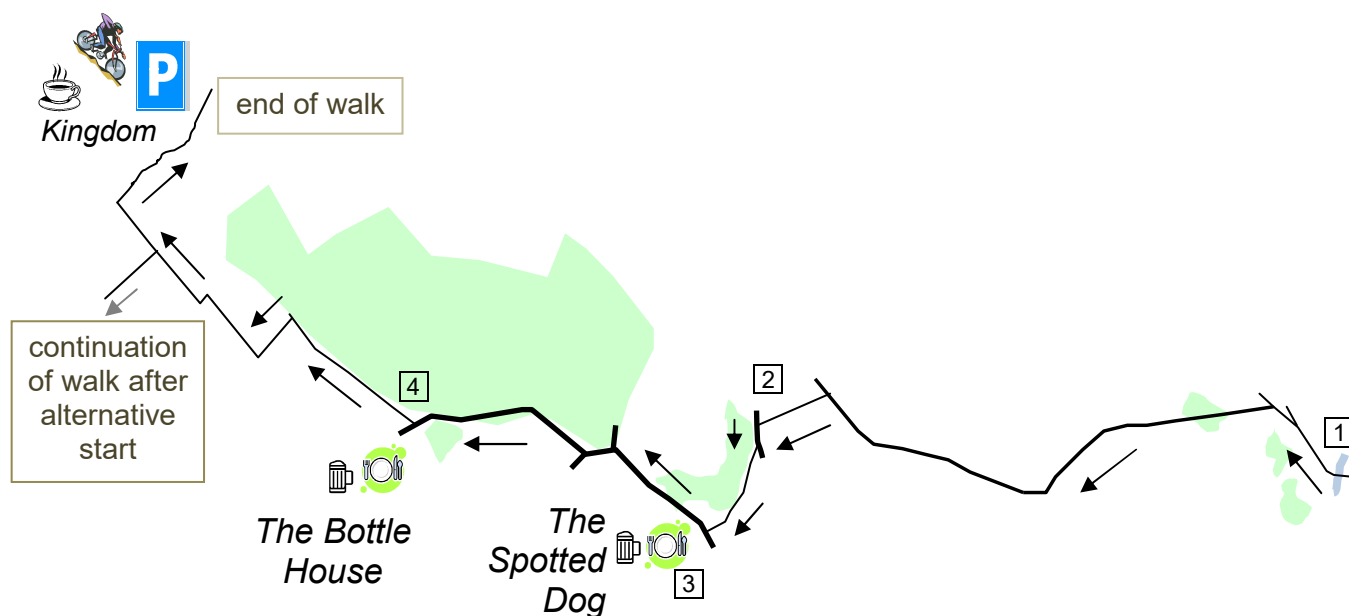 P
Kingdom
end of walk
continuation
of walk after
alternative
start
4
The Bottle
House
The
Spotted
Dog
3
2
1